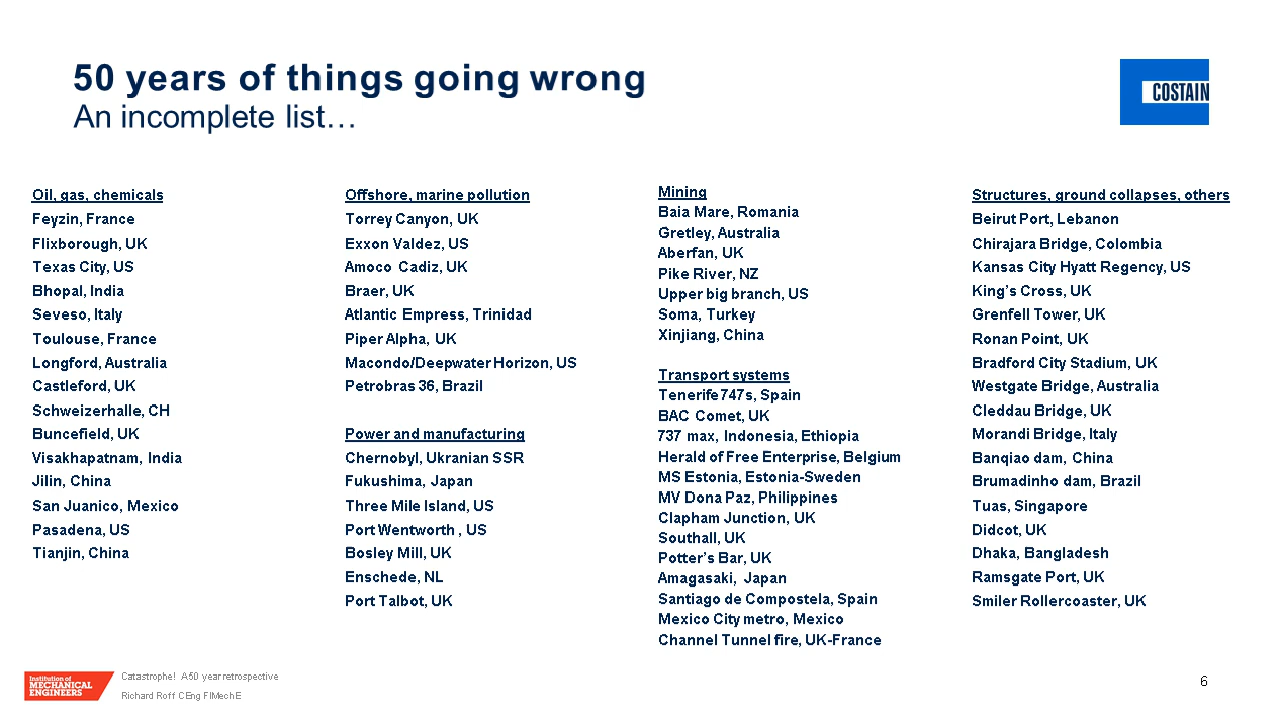 50 years of things going wrong
An incomplete list…
COSTAIN
Oil, gas, chemicals
Feyzin, France
Flixborough, UK
Texas City, US
Bhopal, India
Seveso, Italy
Toulouse, France
Longford, Australia
Castleford, UK
Schweizerhalle, CH
Buncefield, UK
Visakhapatnam, India
Jilin, China
San Juanico, Mexico
Pasadena, US
Tianjin, China
Offshore, marine pollution
Torrey Canyon, UK
Exxon Valdez, US
Amoco Cadiz, UK
Braer, UK
Atlantic Empress, Trinidad
Piper Alpha, UK
Macondo/Deepwater Horizon, US
Petrobras 36, Brazil
Power and manufacturing
Chernobyl, Ukranian SSR
Fukushima, Japan
Three Mile Island, US
Port Wentworth , US
Bosley Mill, UK
Enschede, NL
Port Talbot, UK
Mining
Baia Mare, Romania
Gretley, Australia
Aberfan, UK
Pike River, NZ
Upper big branch, US
Soma, Turkey
Xinjiang, China
Transport systems
Tenerife 747s, Spain
BAC Comet, UK
737 max, Indonesia, Ethiopia
Herald of Free Enterprise, Belgium
MS Estonia, Estonia-Sweden
MV Dona Paz, Philippines
Clapham Junction, UK
Southall, UK
Potter’s Bar, UK
Amagasaki, Japan
Santiago de Compostela, Spain
Mexico City metro, Mexico
Channel Tunnel fire, UK-France
Structures, ground collapses, others
Beirut Port, Lebanon
Chirajara Bridge, Colombia
Kansas City Hyatt Regency, US
King’s Cross, UK
Grenfell Tower, UK
Ronan Point, UK
Bradford City Stadium, UK
Westgate Bridge, Australia
Cleddau Bridge, UK
Morandi Bridge, Italy
Banqiao dam, China
Brumadinho dam, Brazil
Tuas, Singapore
Didcot, UK
Dhaka, Bangladesh
Ramsgate Port, UK
Smiler Rollercoaster, UK
Institution of
MECHANICAL
ENGINEERS
Catastrophe! A 50 year retrospective
Richard Roff CEng FIMechE
6